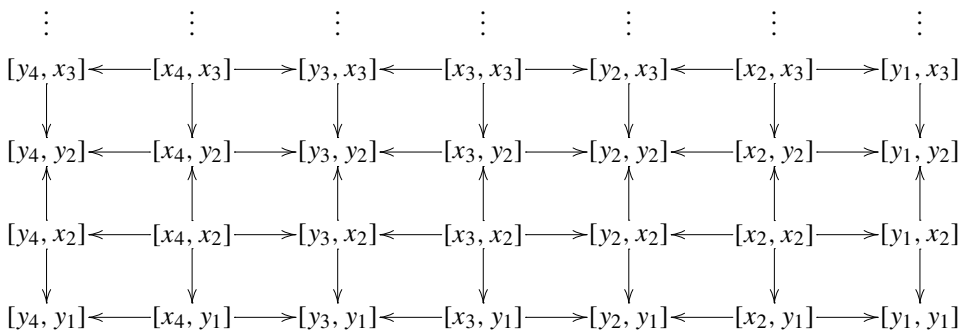 ⋮ ⋮ ⋮ ⋮ ⋮ ⋮ ⋮
[y₄, x₃] [x₄, x₃] [y₃, x₃] [x₃, x₃] [y₂, x₃] [x₂, x₃] [y₁, x₃]
[y₄, y₂] [x₄, y₂] [y₃, y₂] [x₃, y₂] [y₂, y₂] [x₂, y₂] [y₁, y₂]
[y₄, x₂] [x₄, x₂] [y₃, x₂] [x₃, x₂] [y₂, x₂] [x₂, x₂] [y₁, x₂]
[y₄, y₁] [x₄, y₁] [y₃, y₁] [x₃, y₁] [y₂, y₁] [x₂, y₁] [y₁, y₁]